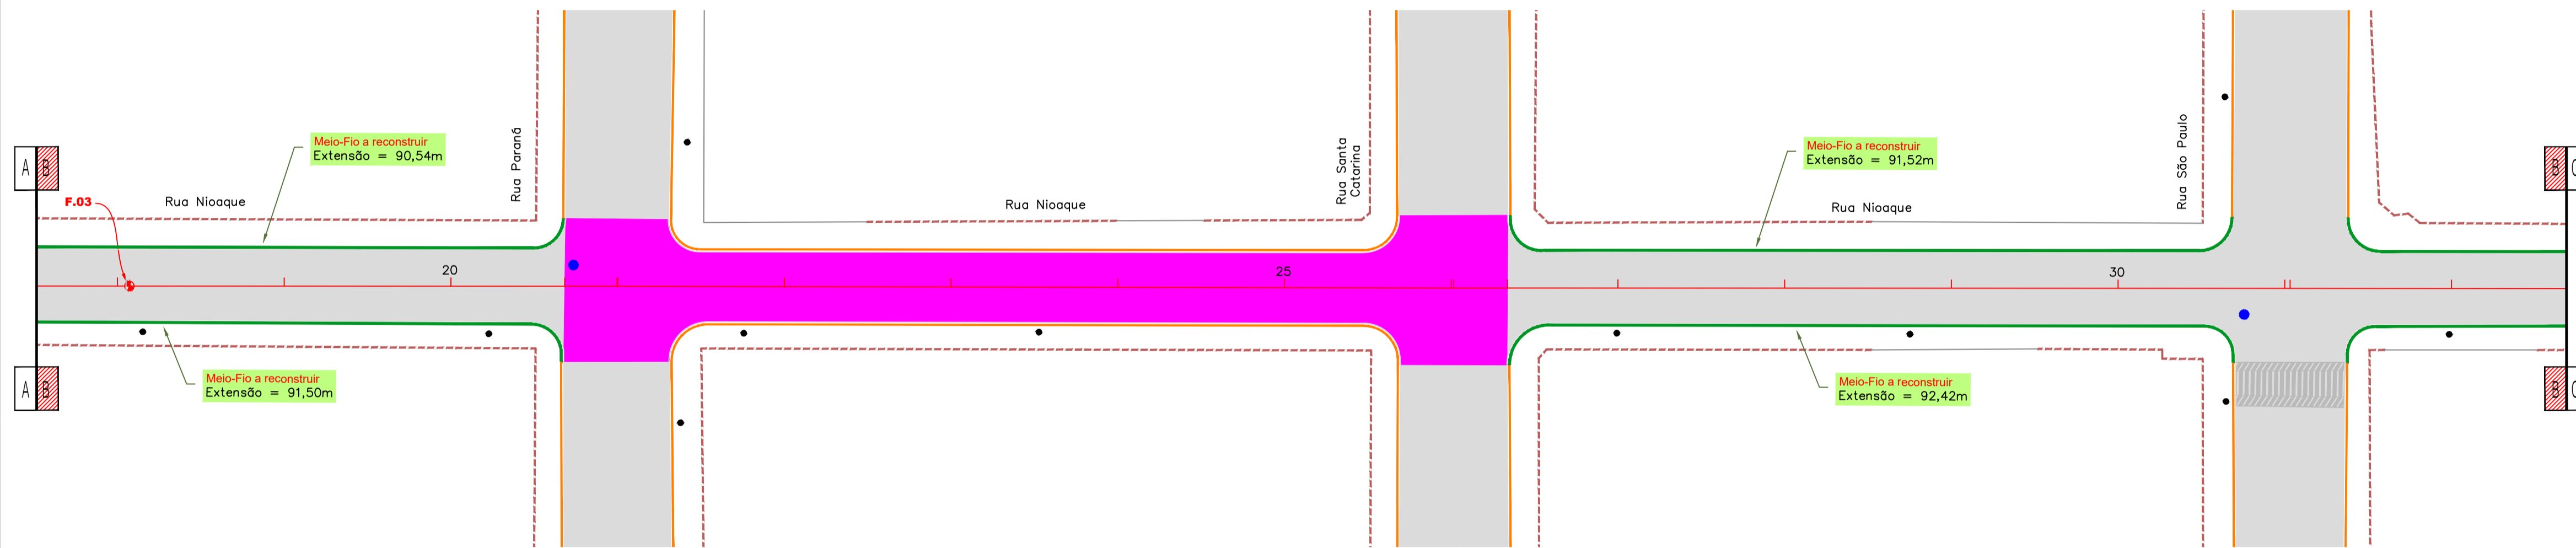 Meio-Fio a reconstruir
Extensão = 90,54m
Rua Paraná
Rua Santa
Catarina
Meio-Fio a reconstruir
Extensão = 91,52m
Rua São Paulo
A
B
B
F.03
Rua Nioaque
Rua Nioaque
Rua Nioaque
20
25
30
A
B
Meio-Fio a reconstruir
Extensão = 91,50m
Meio-Fio a reconstruir
Extensão = 92,42m
B